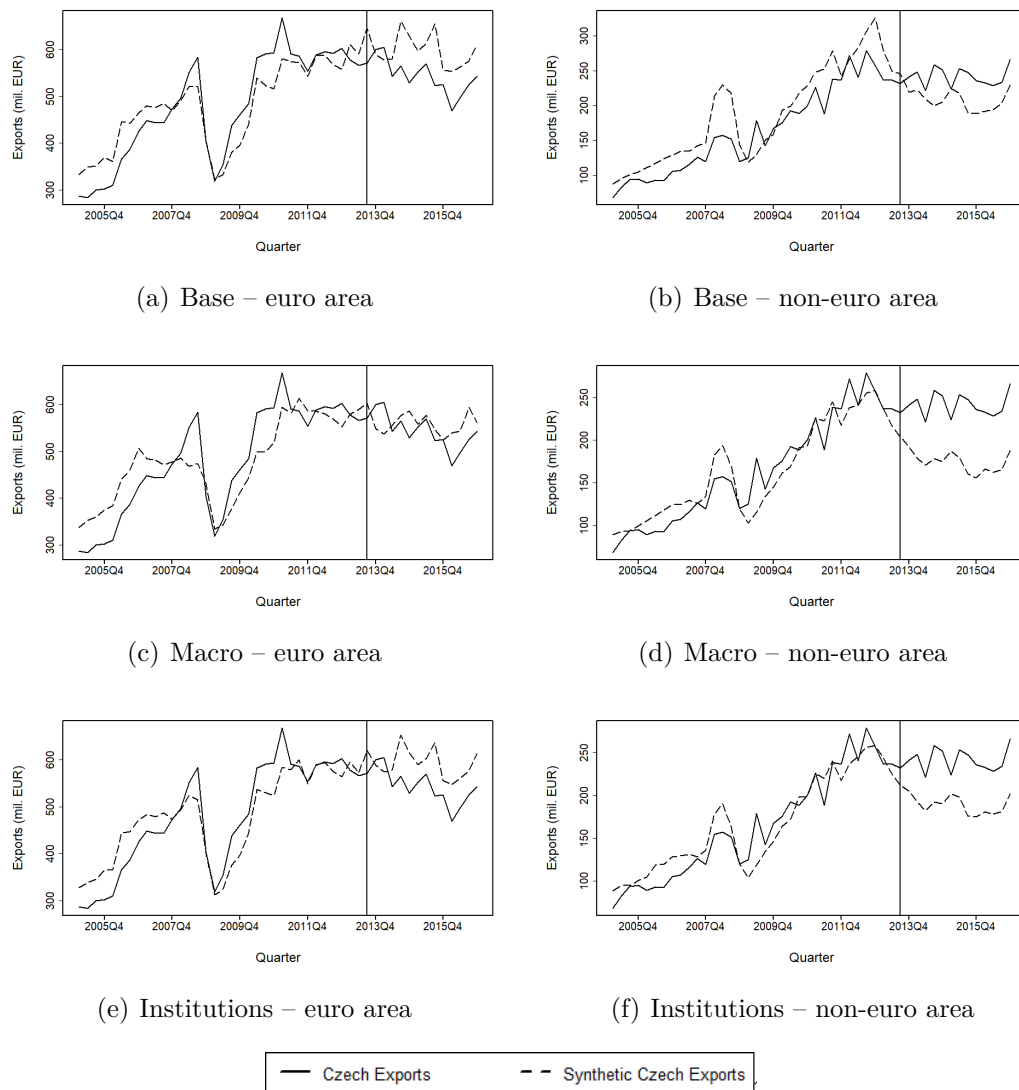 Exports (mil. EUR)
600
500
400
300
2005Q4 2007Q4 2009Q4 2011Q4 2013Q4 2015Q4
Quarter
(a) Base – euro area
Exports (mil. EUR)
300
250
200
150
100
2005Q4 2007Q4 2009Q4 2011Q4 2013Q4 2015Q4
Quarter
(b) Base – non-euro area
Exports (mil. EUR)
600
500
400
300
2005Q4 2007Q4 2009Q4 2011Q4 2013Q4 2015Q4
Quarter
(c) Macro – euro area
Exports (mil. EUR)
250
200
150
100
2005Q4 2007Q4 2009Q4 2011Q4 2013Q4 2015Q4
Quarter
(d) Macro – non-euro area
Exports (mil. EUR)
600
500
400
300
2005Q4 2007Q4 2009Q4 2011Q4 2013Q4 2015Q4
Quarter
(e) Institutions – euro area
Exports (mil. EUR)
250
200
150
100
2005Q4 2007Q4 2009Q4 2011Q4 2013Q4 2015Q4
Quarter
(f) Institutions – non-euro area
Czech Exports Synthetic Czech Exports